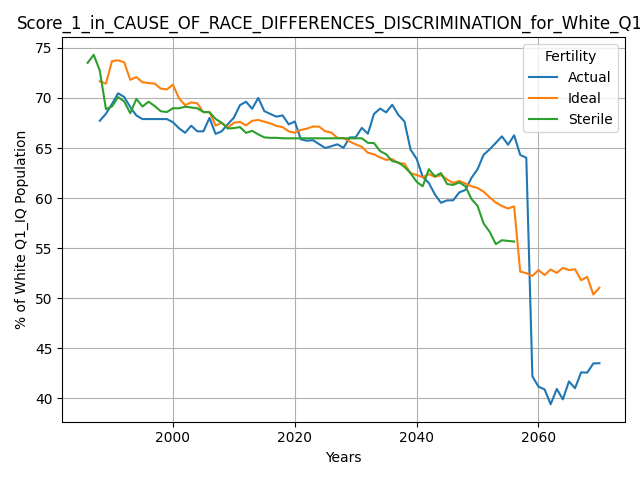 Score_1_in_CAUSE_OF_RACE_DIFFERENCES_DISCRIMINATION_for_White_Q1
Fertility
Actual
Ideal
Sterile
% of White Q1_IQ Population
75
70
65
60
55
50
45
40
2000
2020
2040
2060
Years